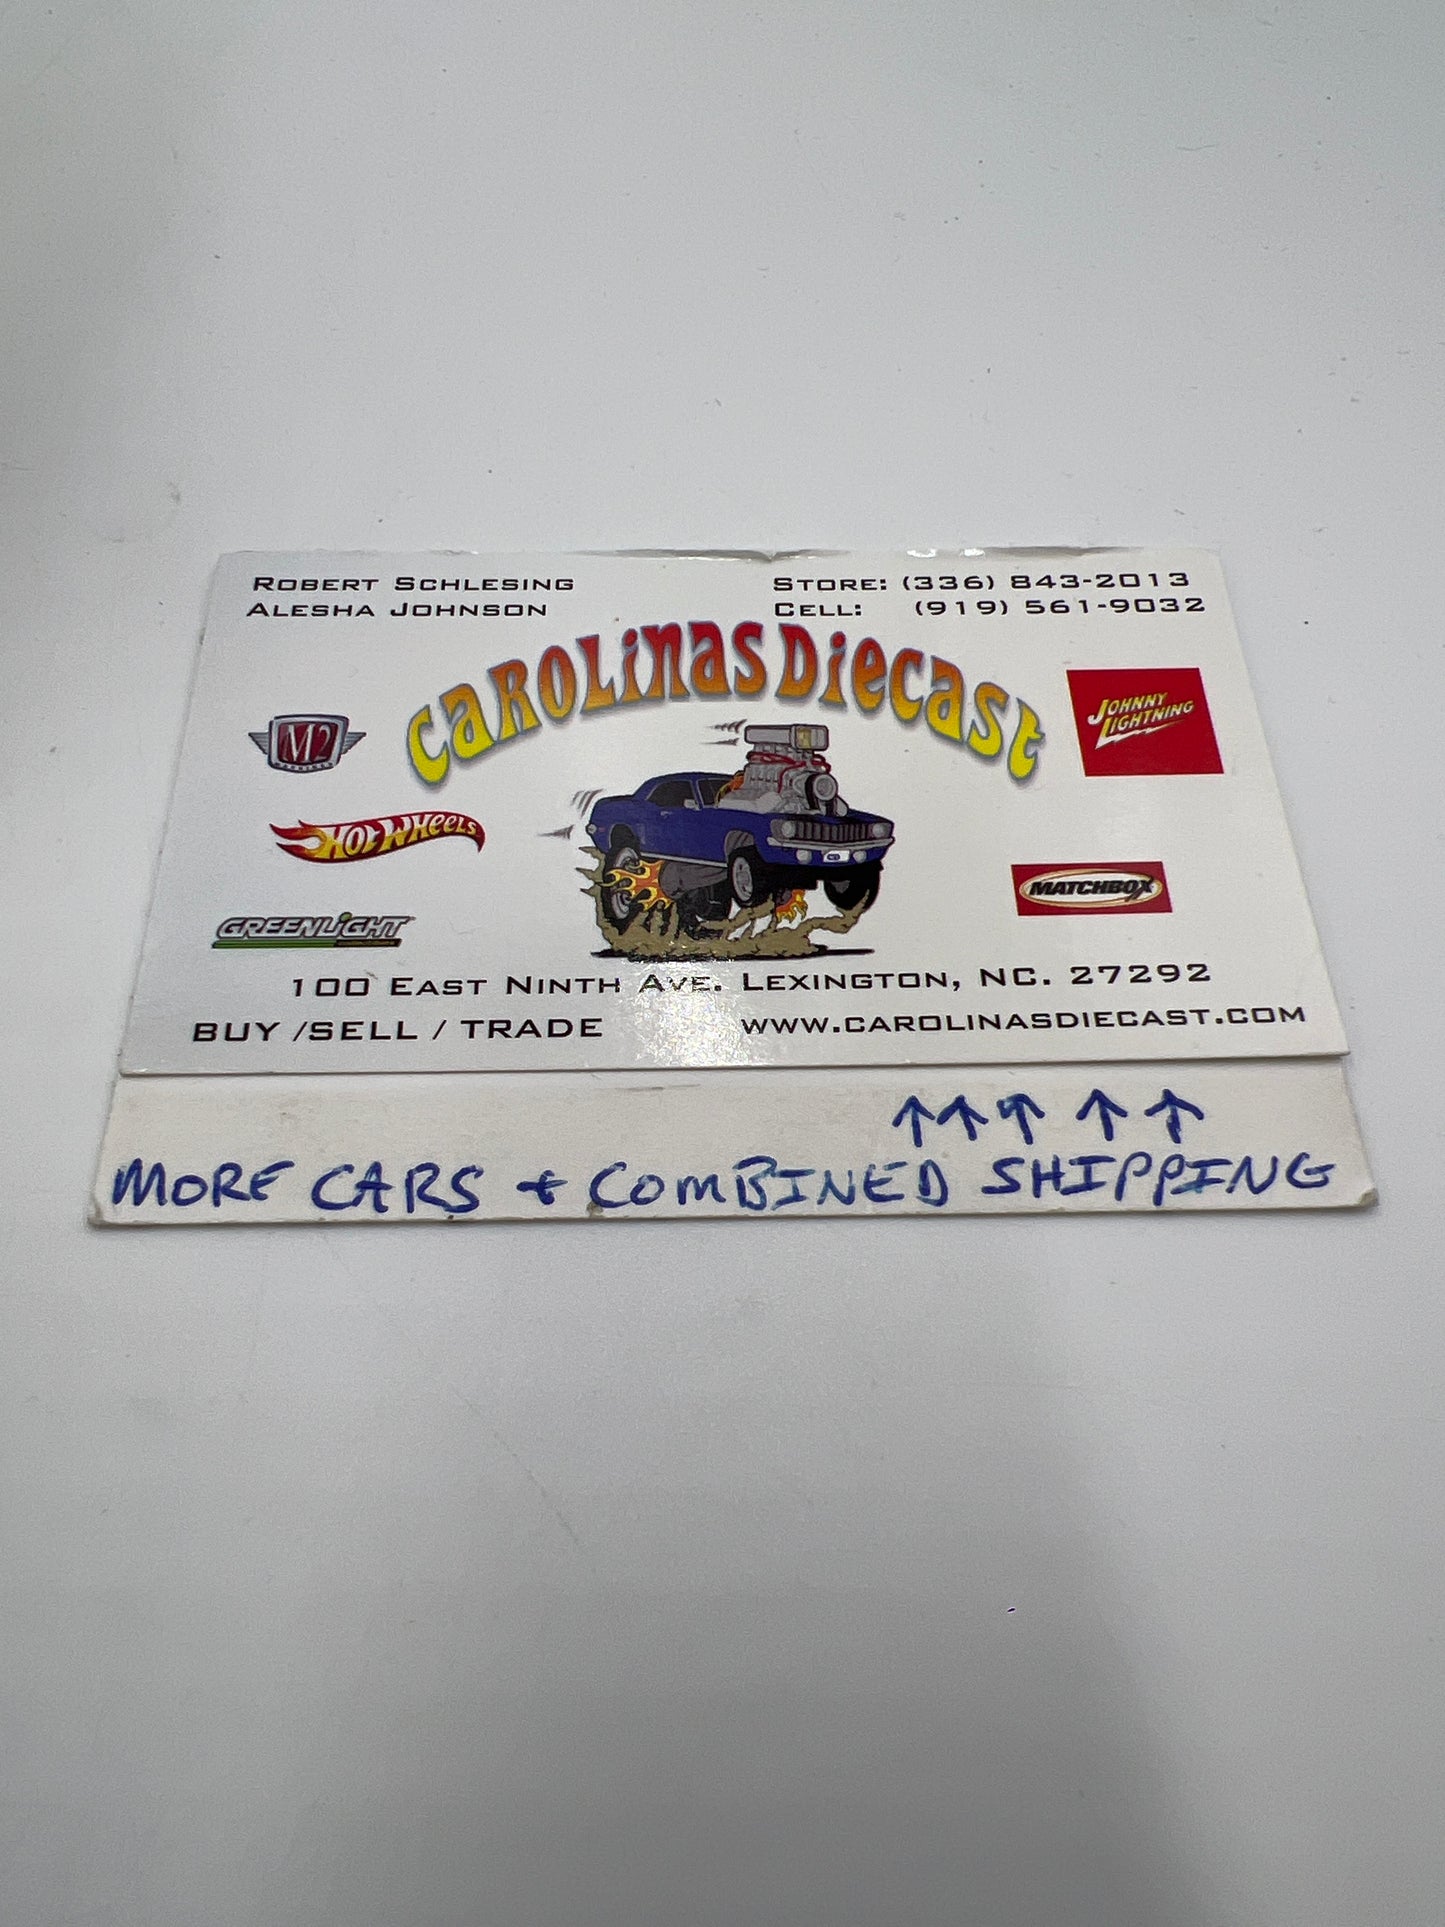 Robert Schlesing
Alesha Johnson
Store: (336) 843-2013
Cell: (919) 561-9032
Carolinas Diecast
M2
MACHINES
Johnny Lightning
Hot Wheels
MATCHBOX
GREENLIGHT
100 East Ninth Ave. Lexington, NC. 27292
BUY /SELL / TRADE
www.carolinasdiecast.com
↑ ↑ ↑ ↑ ↑
MORE CARS + COMBINED SHIPPING